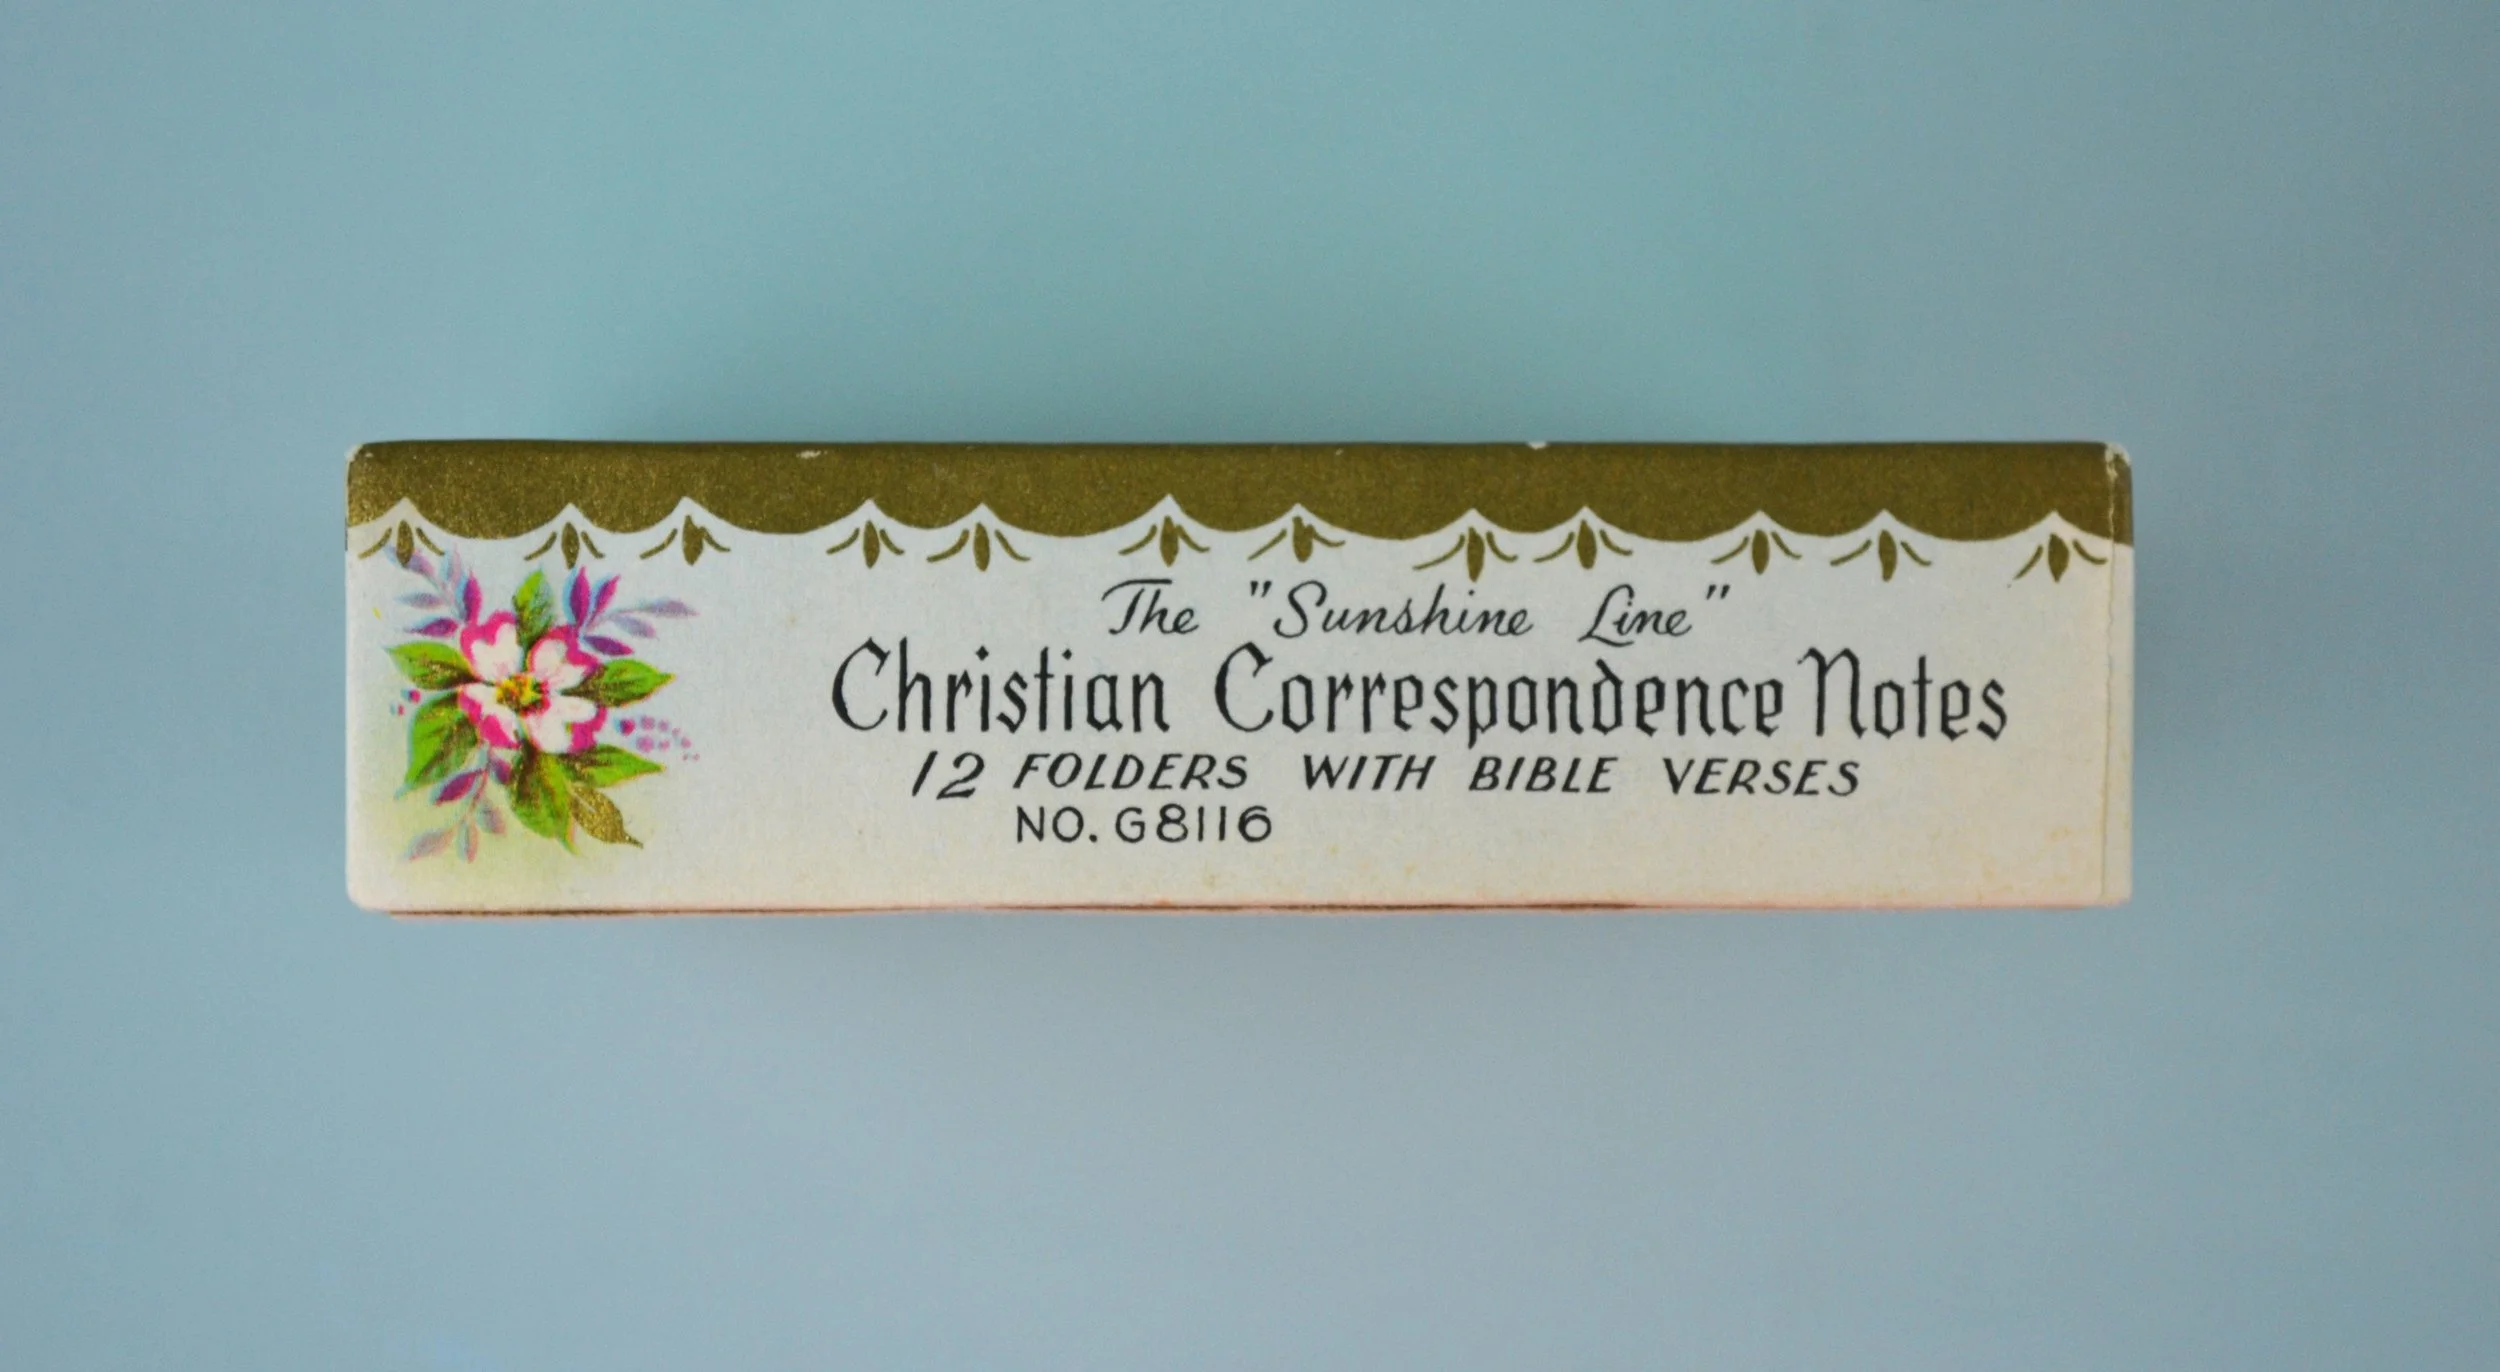 The "Sunshine Line"
Christian Correspondence Notes
12 FOLDERS WITH BIBLE VERSES
NO. G8116